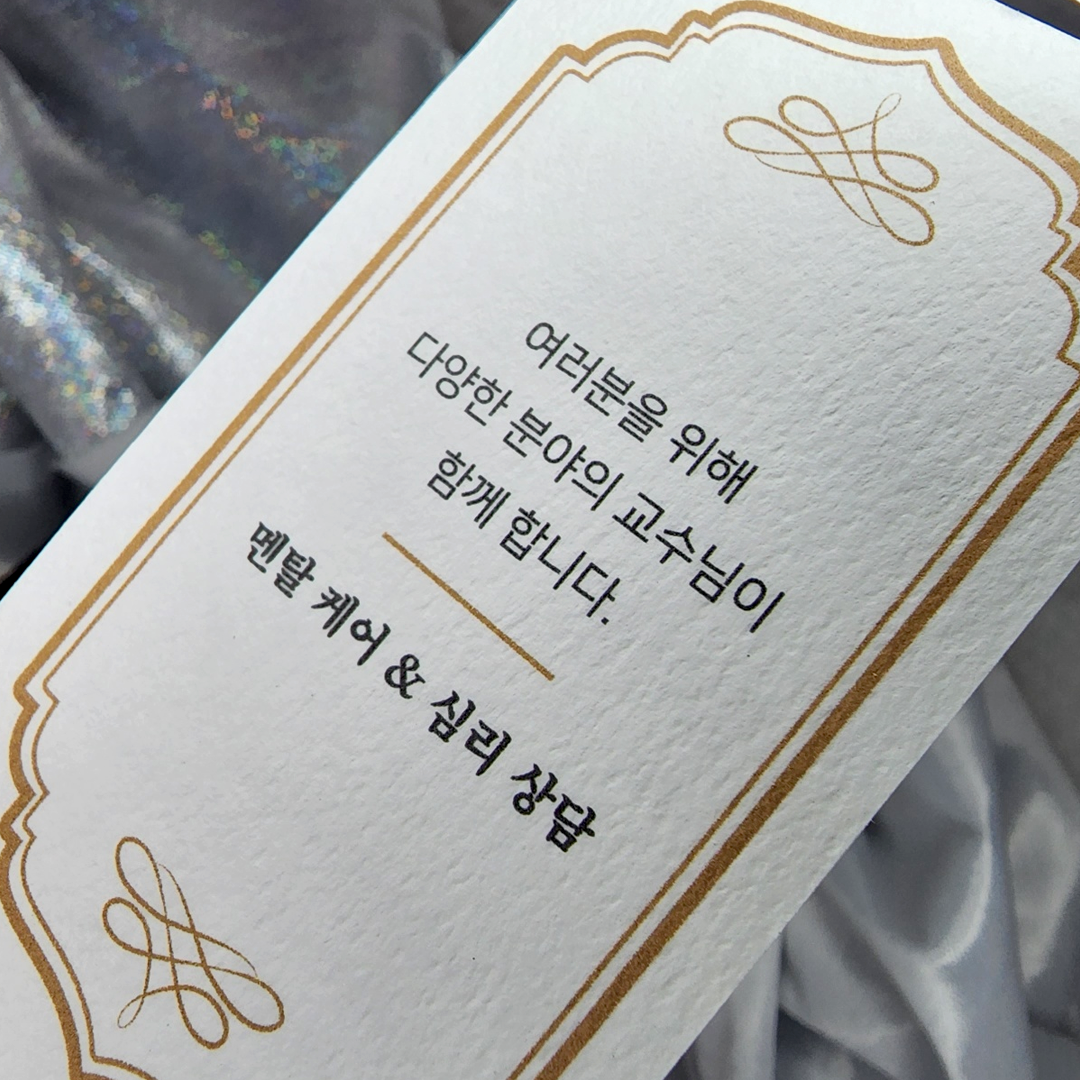 여러분을 위해
다양한 분야의 교수님이
함께 합니다.
멘탈 케어 & 심리 상담